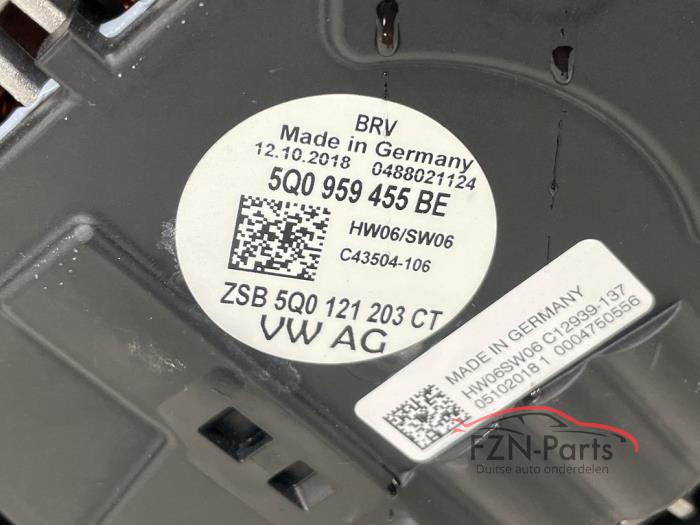 BRV
Made in Germany
12.10.2018 0488021124
5Q0 959 455 BE
HW06/SW06
C43504-106
ZSB 5Q0 121 203 CT
VW AG
MADE IN GERMANY
HW06SW06 C12939-137
05102018 1 0004750556
FZN-Parts
Duitse auto onderdelen